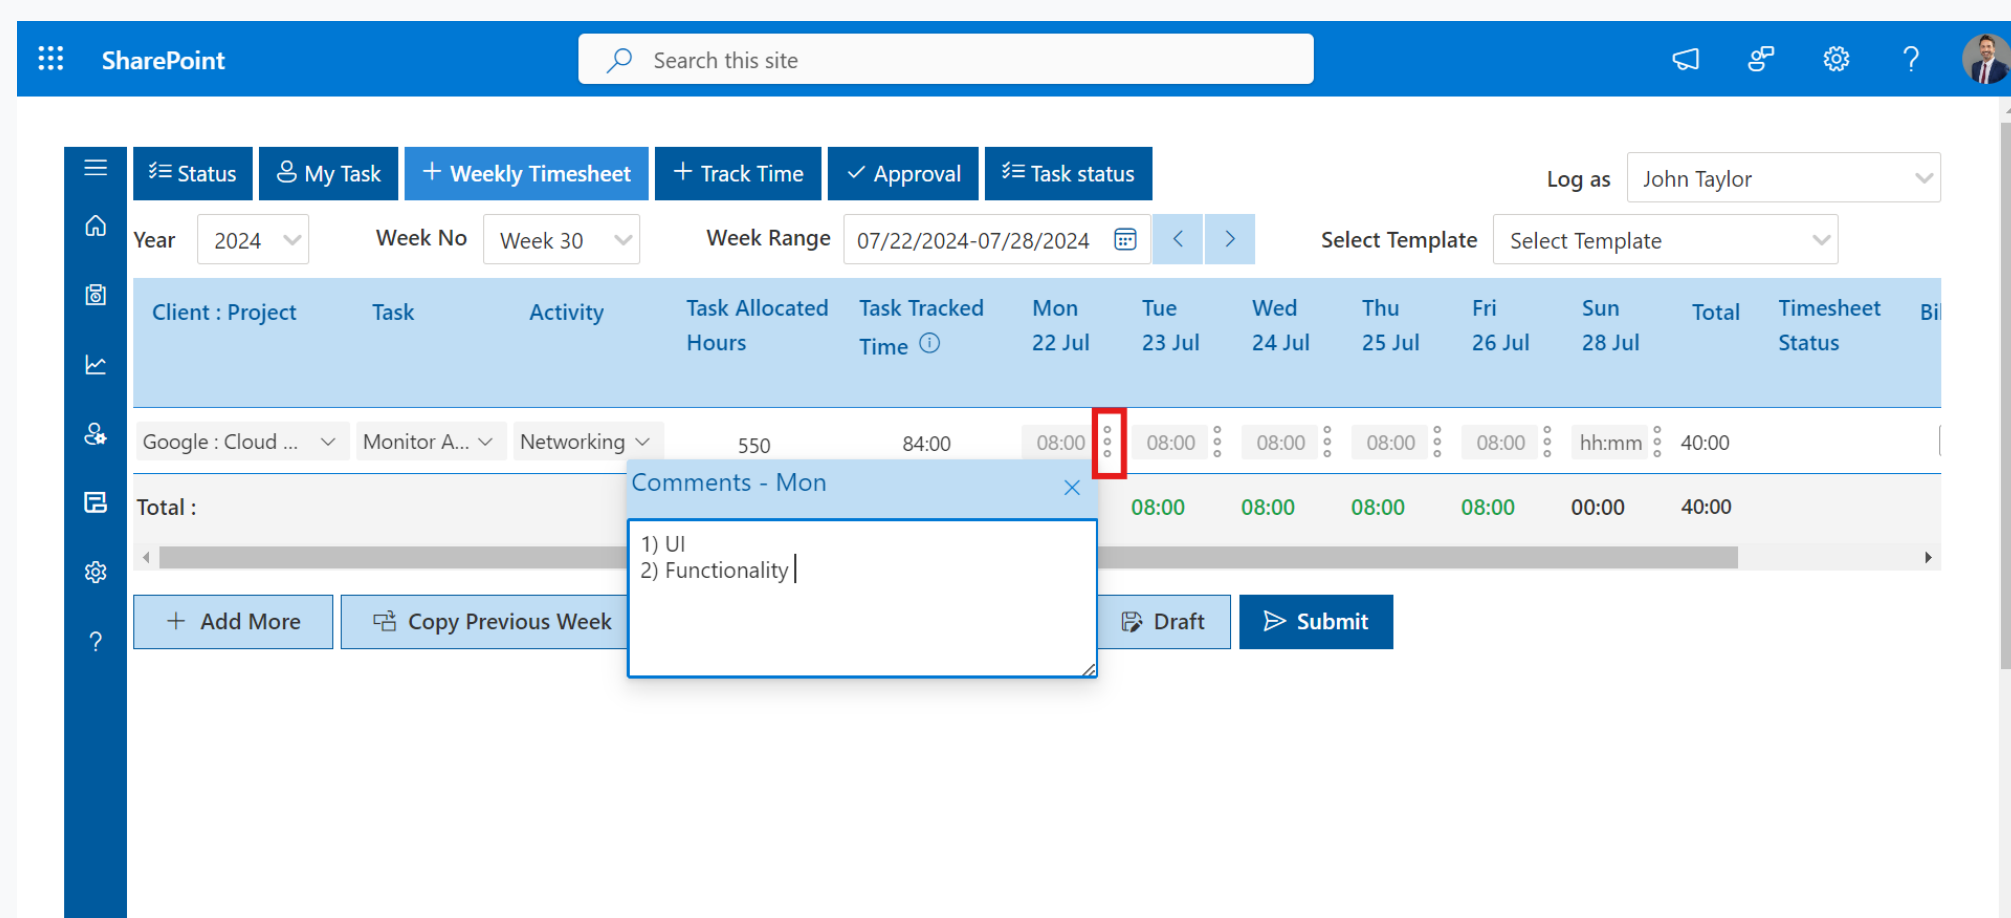 SharePoint
Search this site
?
Status
My Task
+ Weekly Timesheet
+ Track Time
Approval
Task status
Log as
John Taylor
Year
2024
Week No
Week 30
Week Range
07/22/2024-07/28/2024
Select Template
Select Template
Client : Project
Task
Activity
Task Allocated
Hours
Task Tracked
Time
Mon
22 Jul
Tue
23 Jul
Wed
24 Jul
Thu
25 Jul
Fri
26 Jul
Sun
28 Jul
Total
Timesheet
Status
Bil
Google : Cloud ...
Monitor A...
Networking
550
84:00
08:00
08:00
08:00
08:00
08:00
hh:mm
40:00
Total :
08:00
08:00
08:00
08:00
00:00
40:00
Comments - Mon
1) UI
2) Functionality
+ Add More
Copy Previous Week
Draft
Submit
?